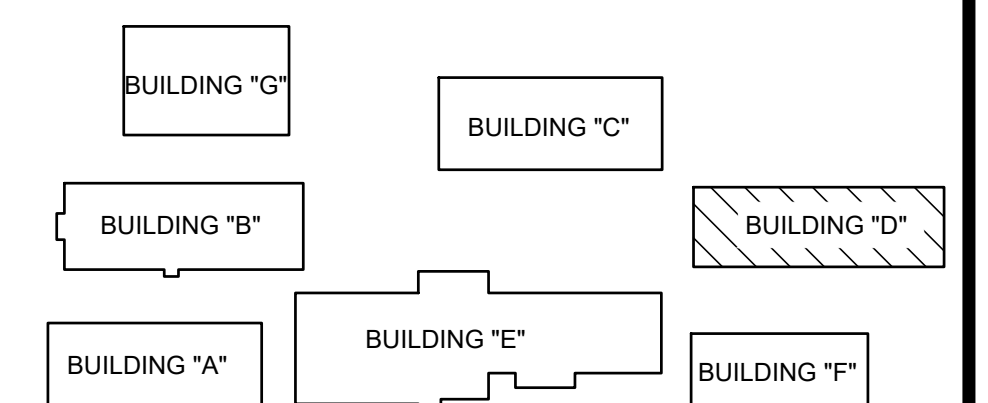 BUILDING "G"
BUILDING "C"
BUILDING "B"
BUILDING "D"
BUILDING "E"
BUILDING "A"
BUILDING "F"